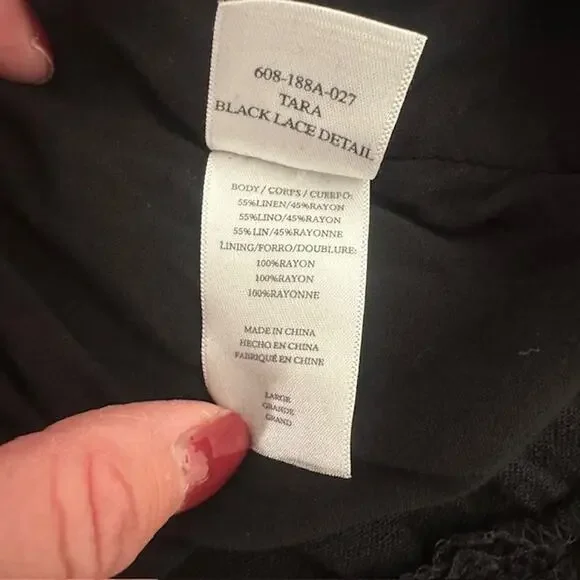 608-188A-027
TARA
BLACK LACE DETAIL
BODY / CORPS / CUERPO:
55%LINEN/45%RAYON
55%LINO/45%RAYON
55% LIN/45%RAYONNE
LINING/FORRO/DOUBLURE:
100%RAYON
100%RAYON
100%RAYONNE
MADE IN CHINA
HECHO EN CHINA
FABRIQUÉ EN CHINE
LARGE
GRANDE
GRAND